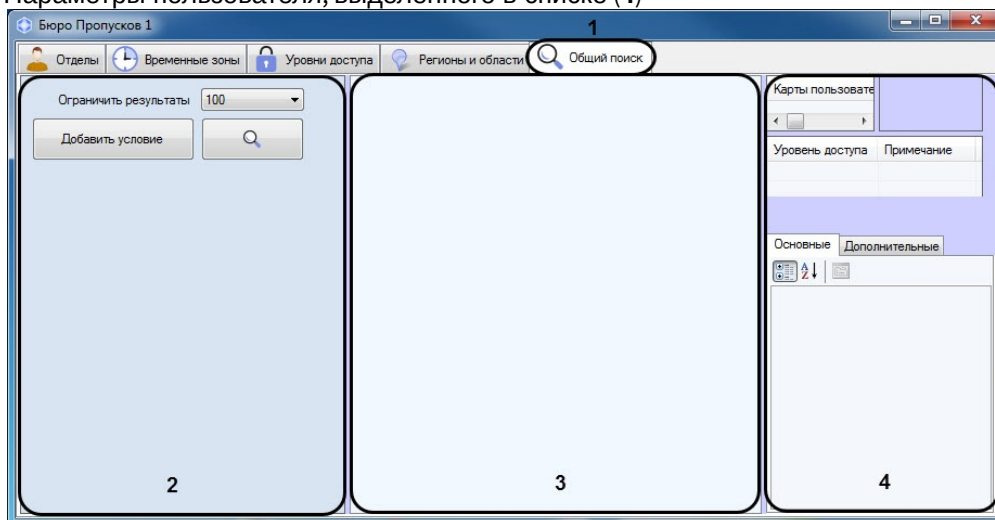 Параметры пользователя, выделенного в списке (4)
Бюро Пропусков 1
1
Отделы Временные зоны Уровни доступа Регионы и области Общий поиск
Ограничить результаты 100
Добавить условие
Карты пользовате
Уровень доступа Примечание
Основные Дополнительные
2
3
4